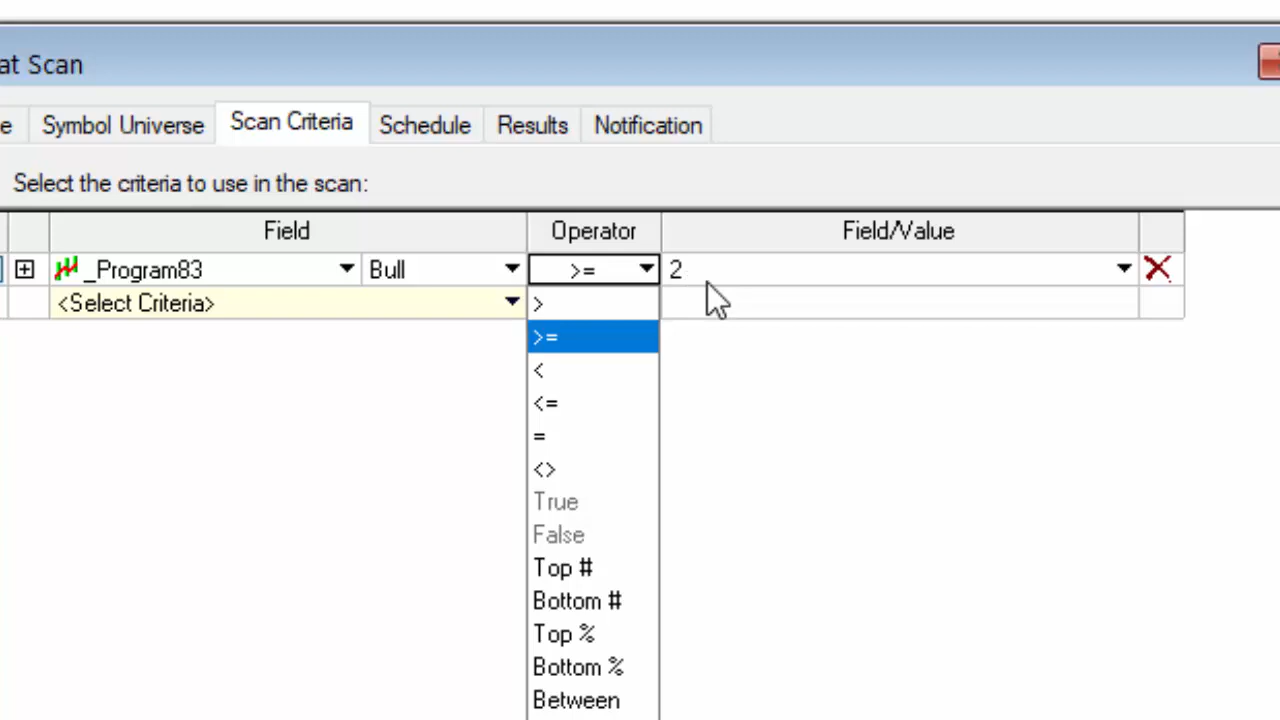 at Scan
e Symbol Universe Scan Criteria Schedule Results Notification
Select the criteria to use in the scan:
Field Operator Field/Value
_Program83 Bull >= 2
<Select Criteria> >
>=
<
<=
=
<>
True
False
Top #
Bottom #
Top %
Bottom %
Between